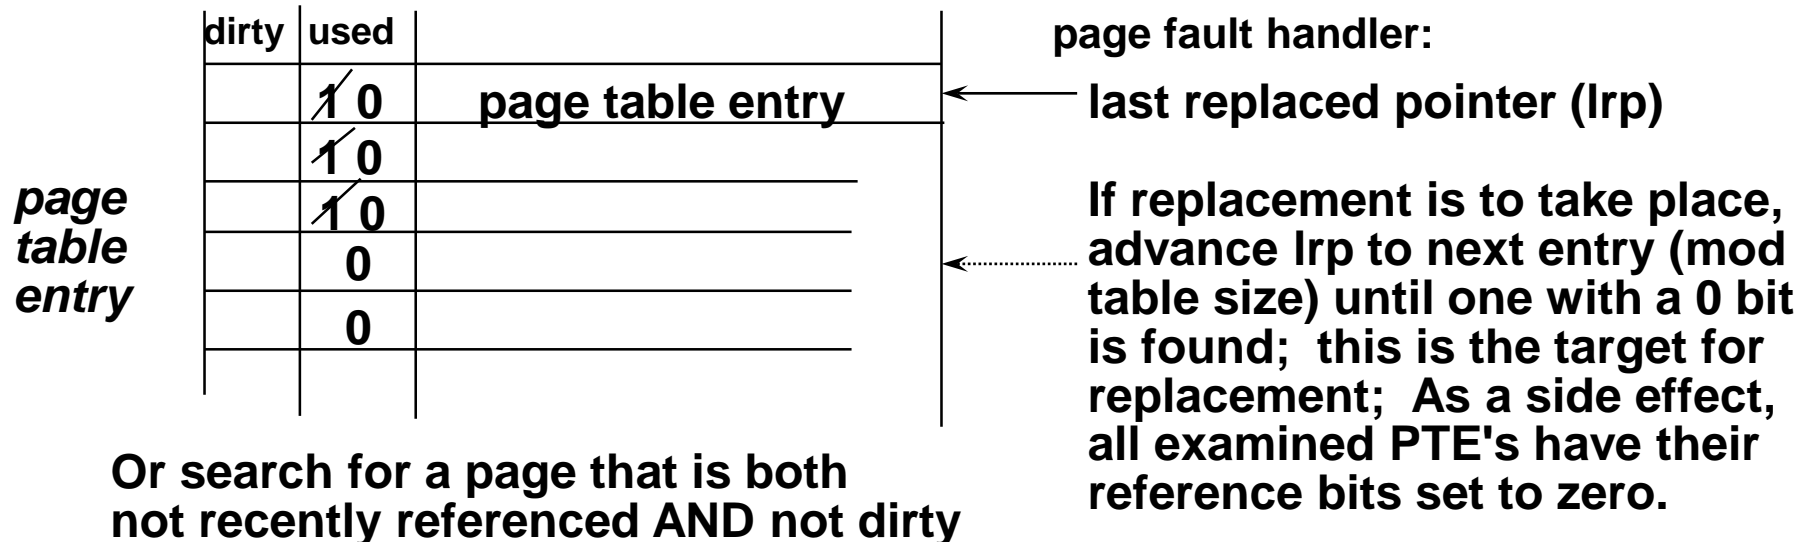 dirty used
page fault handler:
1 0 page table entry
last replaced pointer (lrp)
1 0
1 0
0
0
page
table
entry
If replacement is to take place,
advance lrp to next entry (mod
table size) until one with a 0 bit
is found; this is the target for
replacement; As a side effect,
all examined PTE's have their
reference bits set to zero.
Or search for a page that is both
not recently referenced AND not dirty